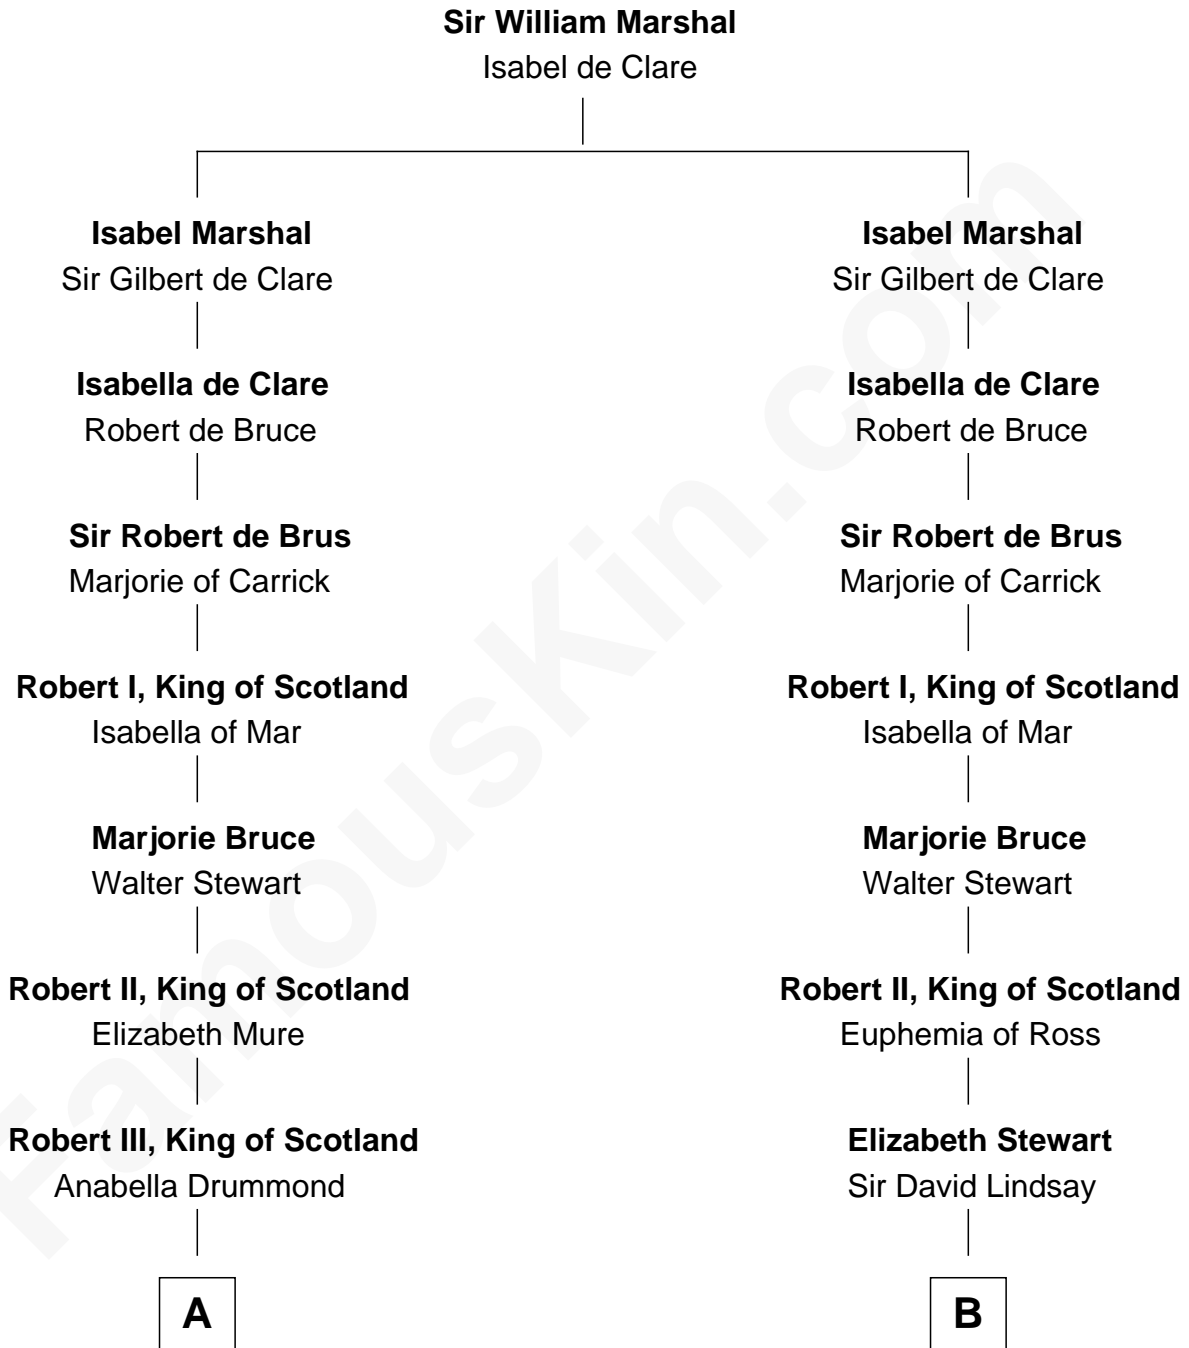 Sir William Marshal
Isabel de Clare
Isabel Marshal
Sir Gilbert de Clare
Isabel Marshal
Sir Gilbert de Clare
Isabella de Clare
Robert de Bruce
Isabella de Clare
Robert de Bruce
Sir Robert de Brus
Marjorie of Carrick
Sir Robert de Brus
Marjorie of Carrick
Robert I, King of Scotland
Isabella of Mar
Robert I, King of Scotland
Isabella of Mar
Marjorie Bruce
Walter Stewart
Marjorie Bruce
Walter Stewart
Robert II, King of Scotland
Elizabeth Mure
Robert II, King of Scotland
Euphemia of Ross
Robert III, King of Scotland
Anabella Drummond
Elizabeth Stewart
Sir David Lindsay
A
B
FamousKin.com